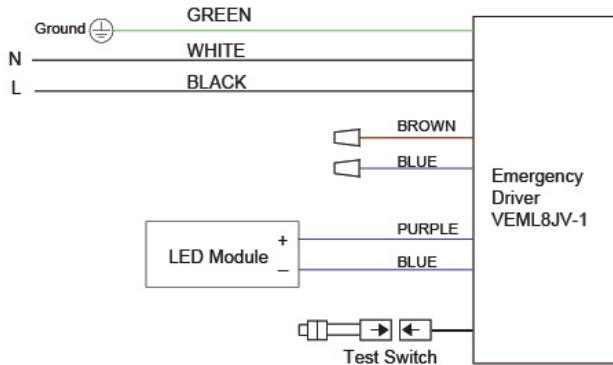 GREEN
Ground
N
WHITE
L
BLACK
BROWN
BLUE
Emergency
Driver
VEML8JV-1
PURPLE
LED Module
+
−
BLUE
Test Switch